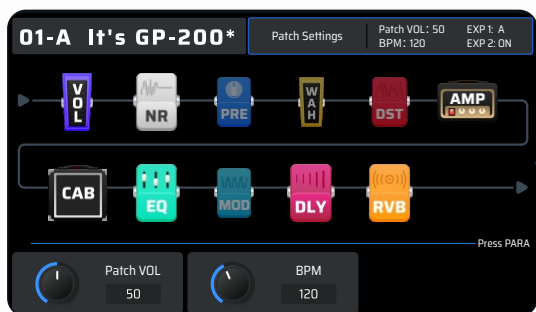 01-A It's GP-200*
Patch Settings
Patch VOL: 50 EXP 1: A
BPM: 120 EXP 2: ON
VOL
NR
PRE
WAH
DST
AMP
CAB
EQ
MOD
DLY
RVB
Press PARA
Patch VOL
50
BPM
120